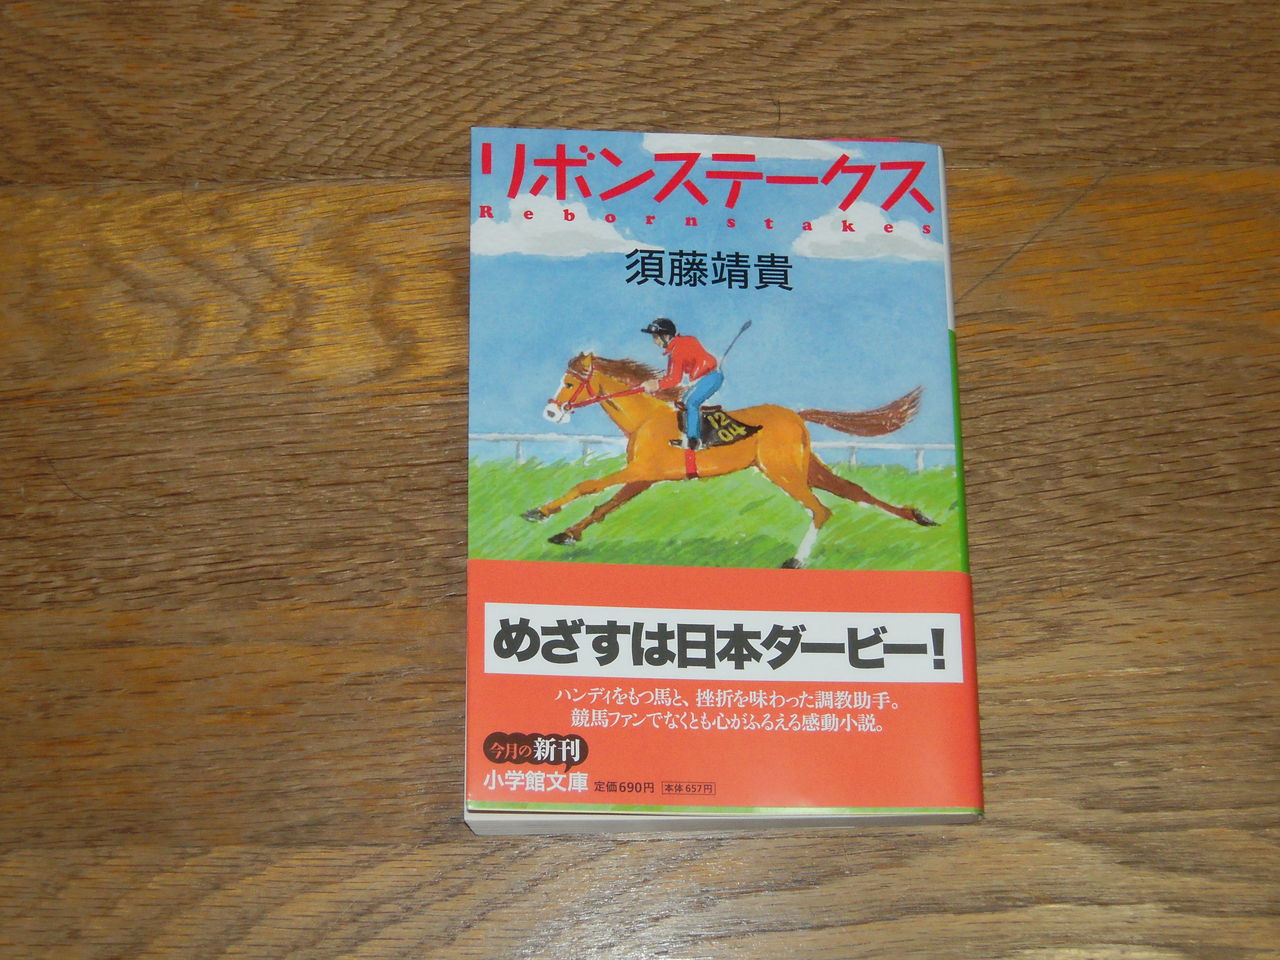 リボンステークス
Rebornstakes
須藤靖貴
12
04
めざすは日本ダービー!
ハンディをもつ馬と、挫折を味わった調教助手。
競馬ファンでなくとも心がふるえる感動小説。
今月の新刊
小学館文庫 定価690円 本体657円